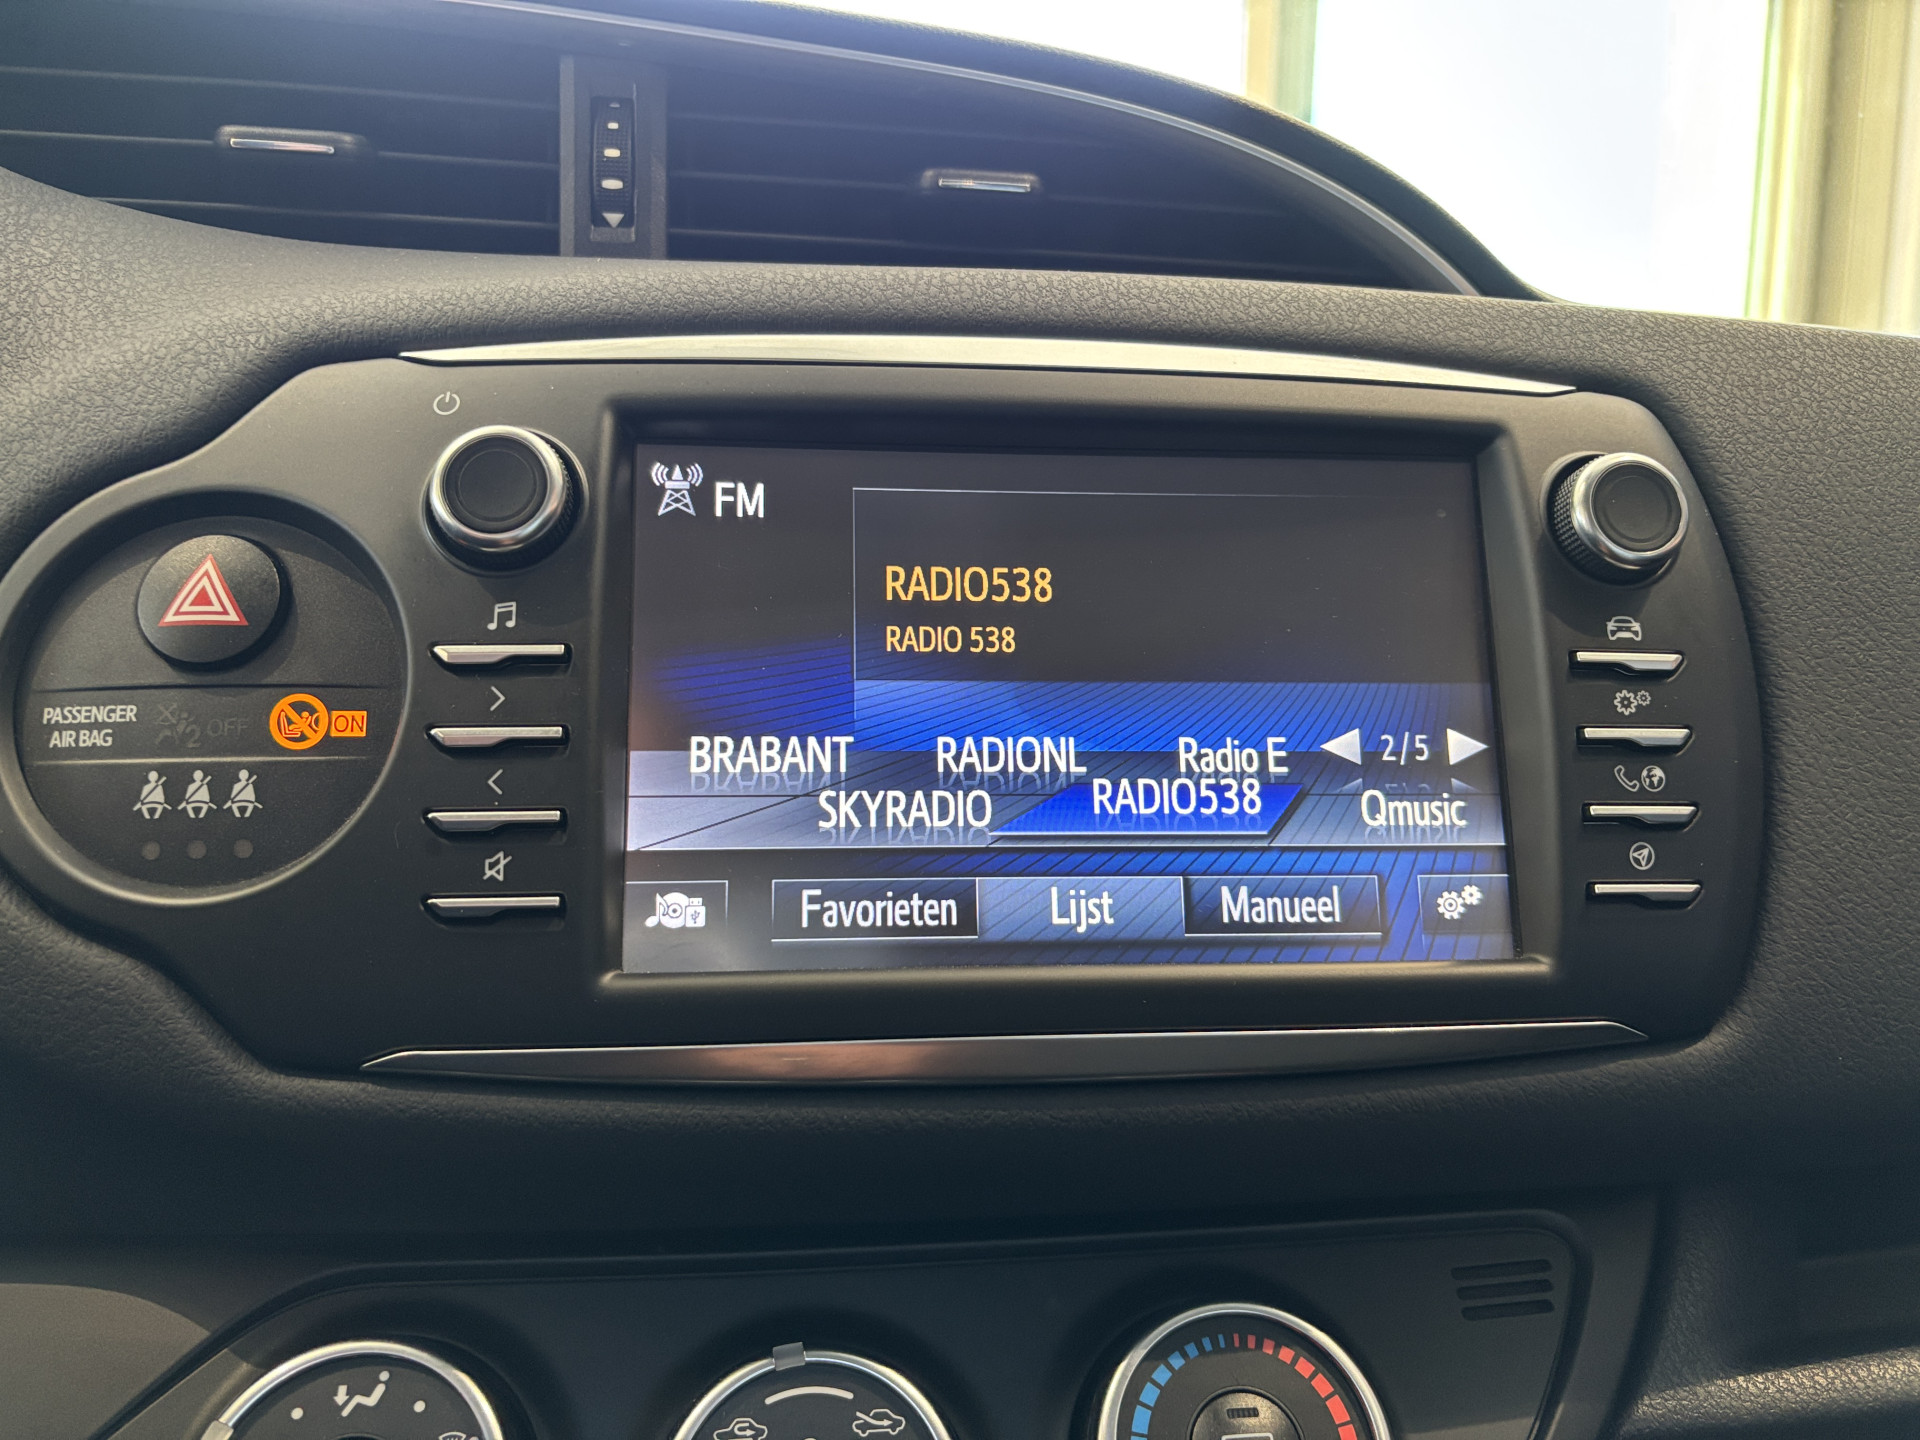 FM
RADIO538
RADIO 538
BRABANT RADIONL Radio E 2/5
SKYRADIO RADIO538 Qmusic
Favorieten Lijst Manueel
PASSENGER
AIR BAG
2 OFF
ON